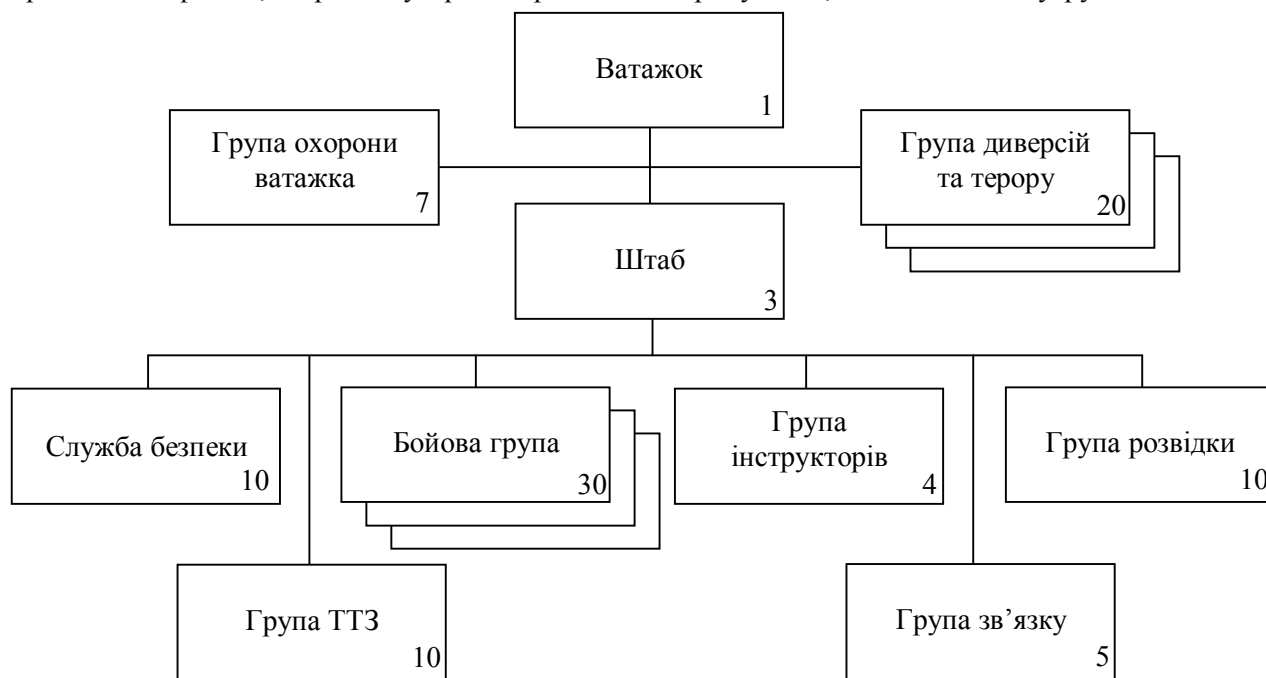 Ватажок
1
Група охорони
ватажка
7
Група диверсій
та терору
20
Штаб
3
Служба безпеки
10
Бойова група
30
Група
інструкторів
4
Група розвідки
10
Група ТТЗ
10
Група зв’язку
5